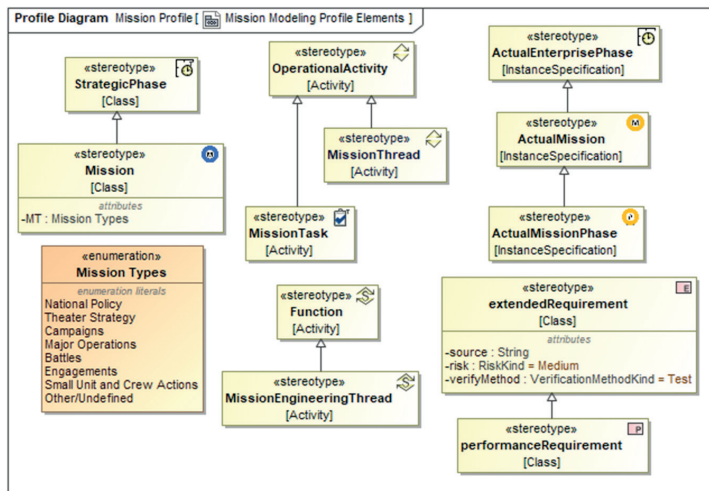 Profile Diagram Mission Profile [ Mission Modeling Profile Elements ]
«stereotype»
StrategicPhase
[Class]
«stereotype»
Mission
[Class]
attributes
-MT : Mission Types
«enumeration»
Mission Types
enumeration literals
National Policy
Theater Strategy
Campaigns
Major Operations
Battles
Engagements
Small Unit and Crew Actions
Other/Undefined
«stereotype»
OperationalActivity
[Activity]
«stereotype»
MissionThread
[Activity]
«stereotype»
MissionTask
[Activity]
«stereotype»
Function
[Activity]
«stereotype»
MissionEngineeringThread
[Activity]
«stereotype»
ActualEnterprisePhase
[InstanceSpecification]
«stereotype»
M
ActualMission
[InstanceSpecification]
«stereotype»
P
ActualMissionPhase
[InstanceSpecification]
«stereotype»
E
extendedRequirement
[Class]
attributes
-source : String
-risk : RiskKind = Medium
-verifyMethod : VerificationMethodKind = Test
«stereotype»
P
performanceRequirement
[Class]